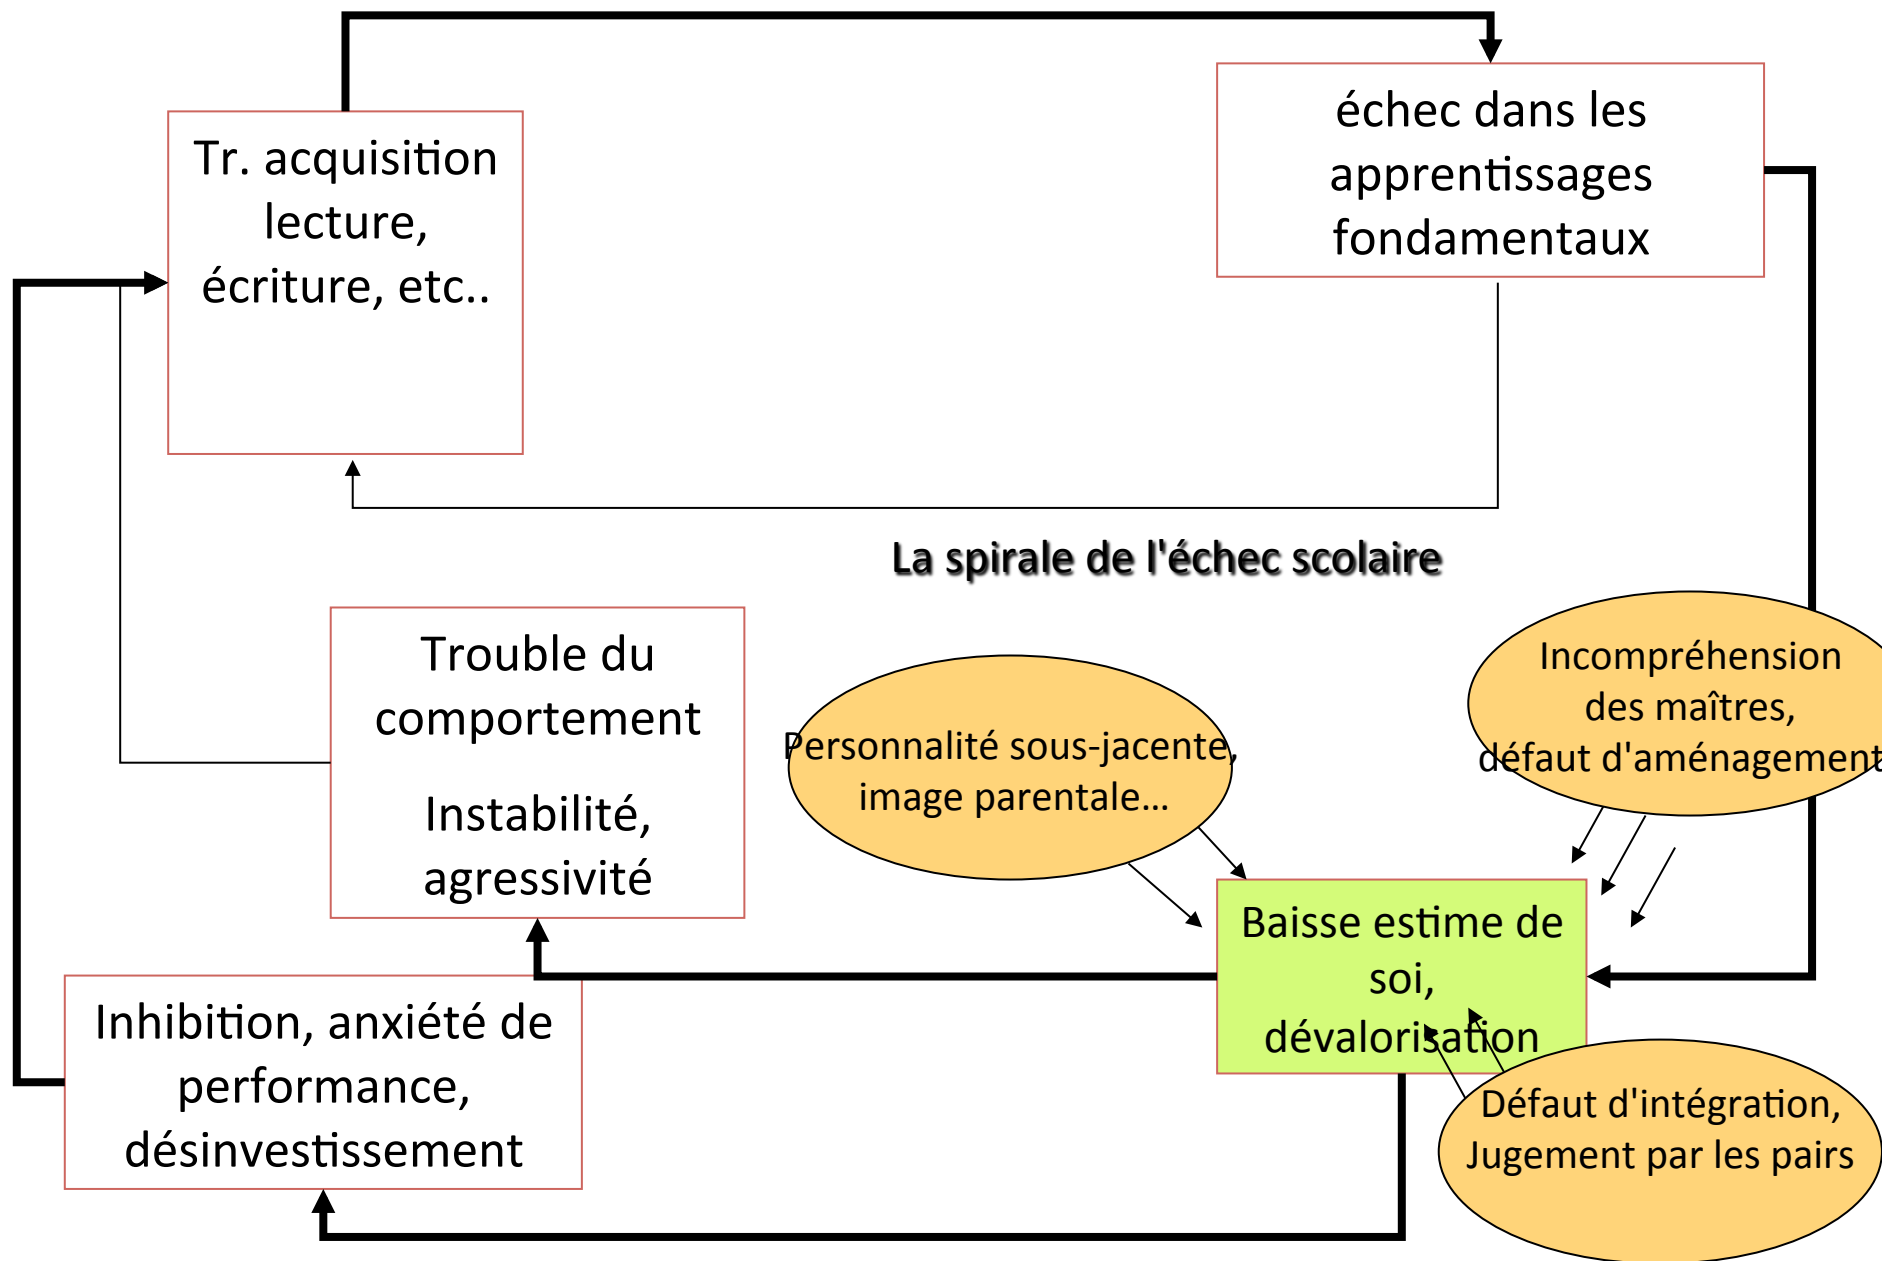 Tr. acquisition
lecture,
écriture, etc..
échec dans les
apprentissages
fondamentaux
La spirale de l'échec scolaire
Trouble du
comportement
Instabilité,
agressivité
Personnalité sous-jacente,
image parentale…
Incompréhension
des maîtres,
défaut d'aménagement
Baisse estime de
soi,
dévalorisation
Inhibition, anxiété de
performance,
désinvestissement
Défaut d'intégration,
Jugement par les pairs